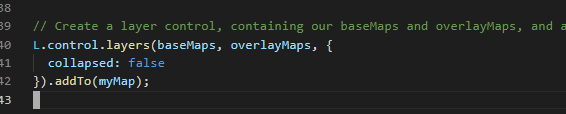 38
39 // Create a layer control, containing our baseMaps and overlayMaps, and a
40 L.control.layers(baseMaps, overlayMaps, {
41 collapsed: false
42 }).addTo(myMap);
43